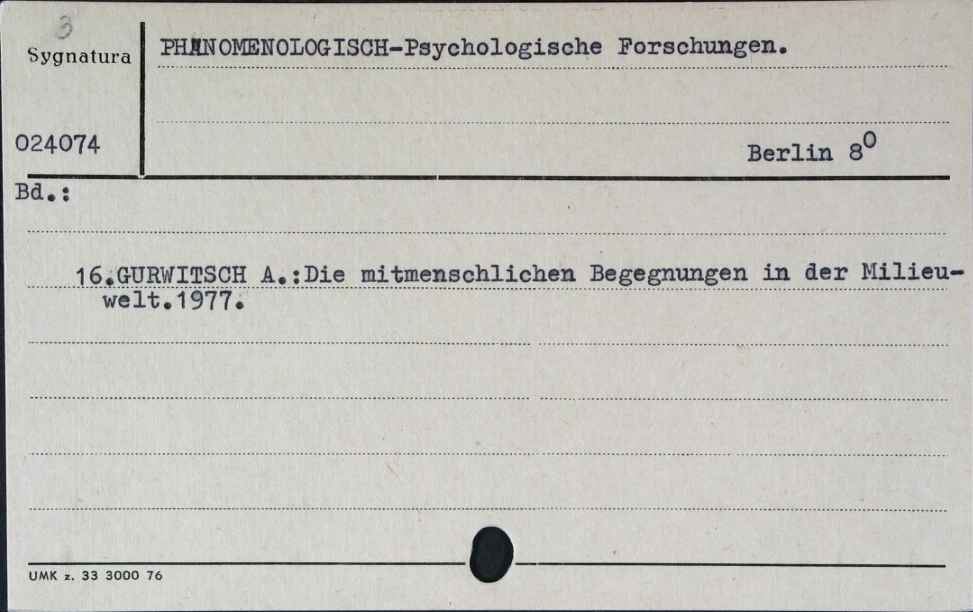 3
Sygnatura
PHÄNOMENOLOGISCH-Psychologische Forschungen.
024074
Berlin 8⁰
Bd.:
16.GURWITSCH A.:Die mitmenschlichen Begegnungen in der Milieu-
welt.1977.
UMK z. 33 3000 76